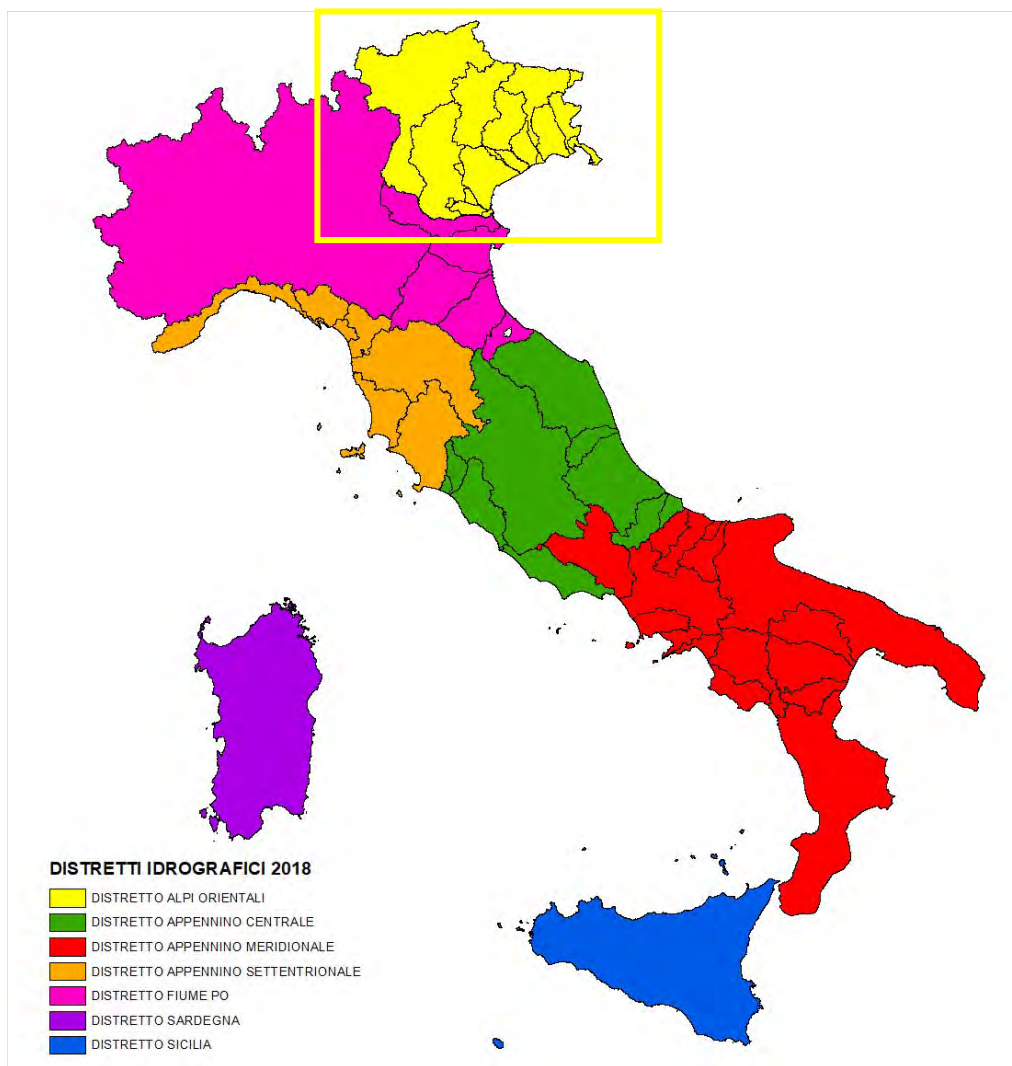 DISTRETTI IDROGRAFICI 2018
DISTRETTO ALPI ORIENTALI
DISTRETTO APPENNINO CENTRALE
DISTRETTO APPENNINO MERIDIONALE
DISTRETTO APPENNINO SETTENTRIONALE
DISTRETTO FIUME PO
DISTRETTO SARDEGNA
DISTRETTO SICILIA